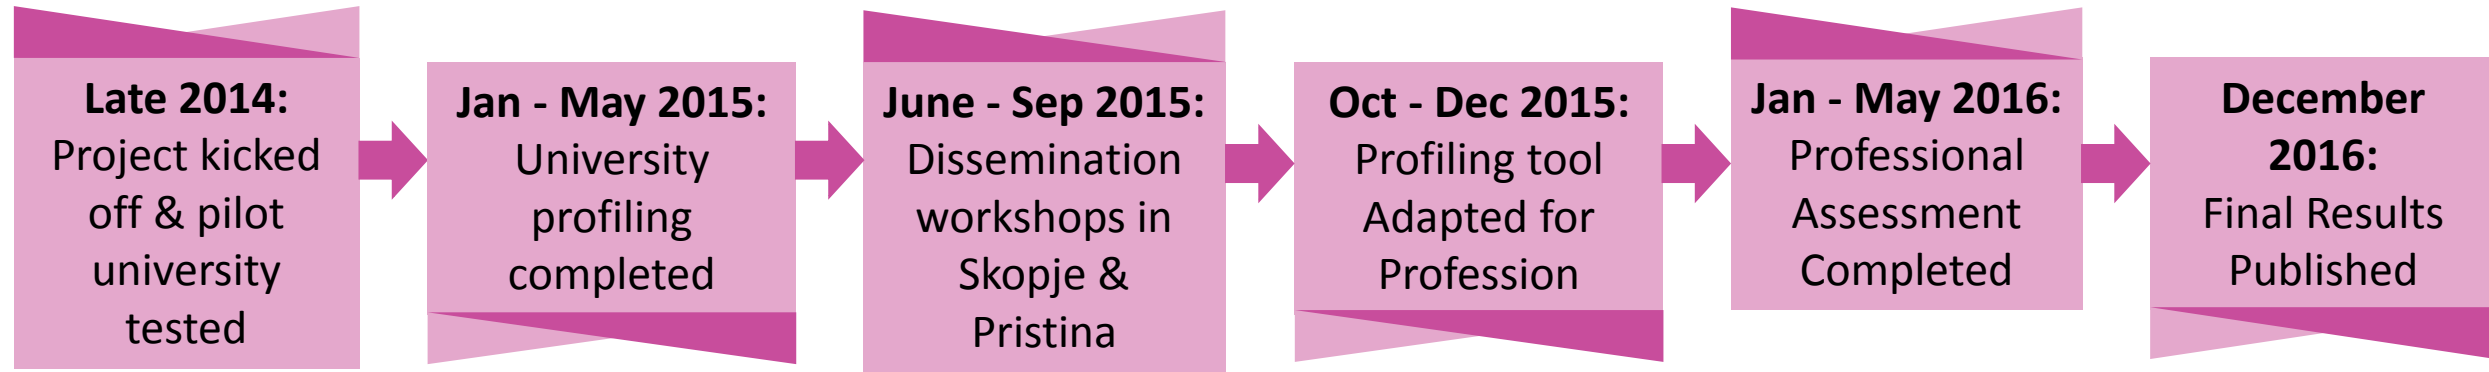 Late 2014:
Project kicked
off & pilot
university
tested
Jan - May 2015:
University
profiling
completed
June - Sep 2015:
Dissemination
workshops in
Skopje &
Pristina
Oct - Dec 2015:
Profiling tool
Adapted for
Profession
Jan - May 2016:
Professional
Assessment
Completed
December
2016:
Final Results
Published